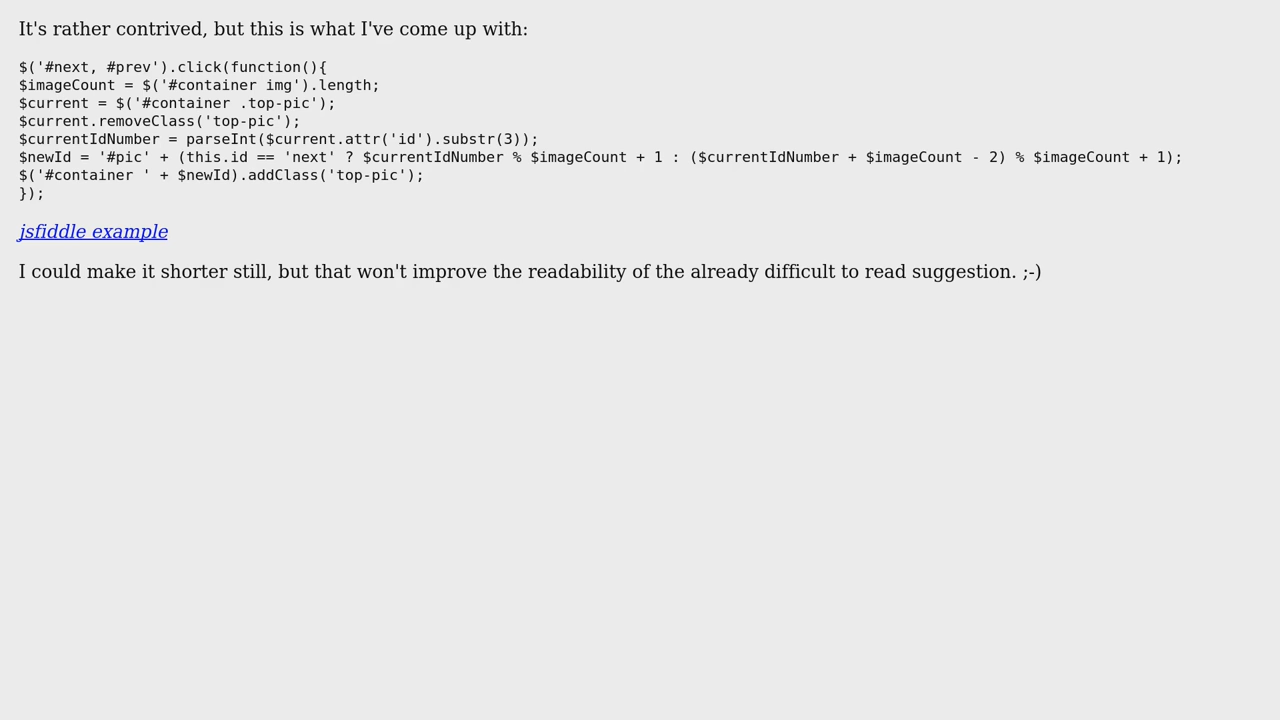 It's rather contrived, but this is what I've come up with:
$('#next, #prev').click(function(){
$imageCount = $('#container img').length;
$current = $('#container .top-pic');
$current.removeClass('top-pic');
$currentIdNumber = parseInt($current.attr('id').substr(3));
$newId = '#pic' + (this.id == 'next' ? $currentIdNumber % $imageCount + 1 : ($currentIdNumber + $imageCount - 2) % $imageCount + 1);
$('#container ' + $newId).addClass('top-pic');
});
jsfiddle example
I could make it shorter still, but that won't improve the readability of the already difficult to read suggestion. ;-)